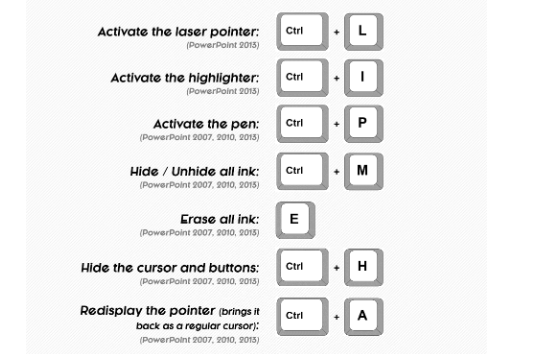 Activate the laser pointer: Ctrl + L
(PowerPoint 2013)
Activate the highlighter: Ctrl + I
(PowerPoint 2013)
Activate the pen: Ctrl + P
(PowerPoint 2007, 2010, 2013)
Hide / Unhide all ink: Ctrl + M
(PowerPoint 2007, 2010, 2013)
Erase all ink: E
(PowerPoint 2007, 2010, 2013)
Hide the cursor and buttons: Ctrl + H
(PowerPoint 2007, 2010, 2013)
Redisplay the pointer (brings it
back as a regular cursor): Ctrl + A
(PowerPoint 2007, 2010, 2013)